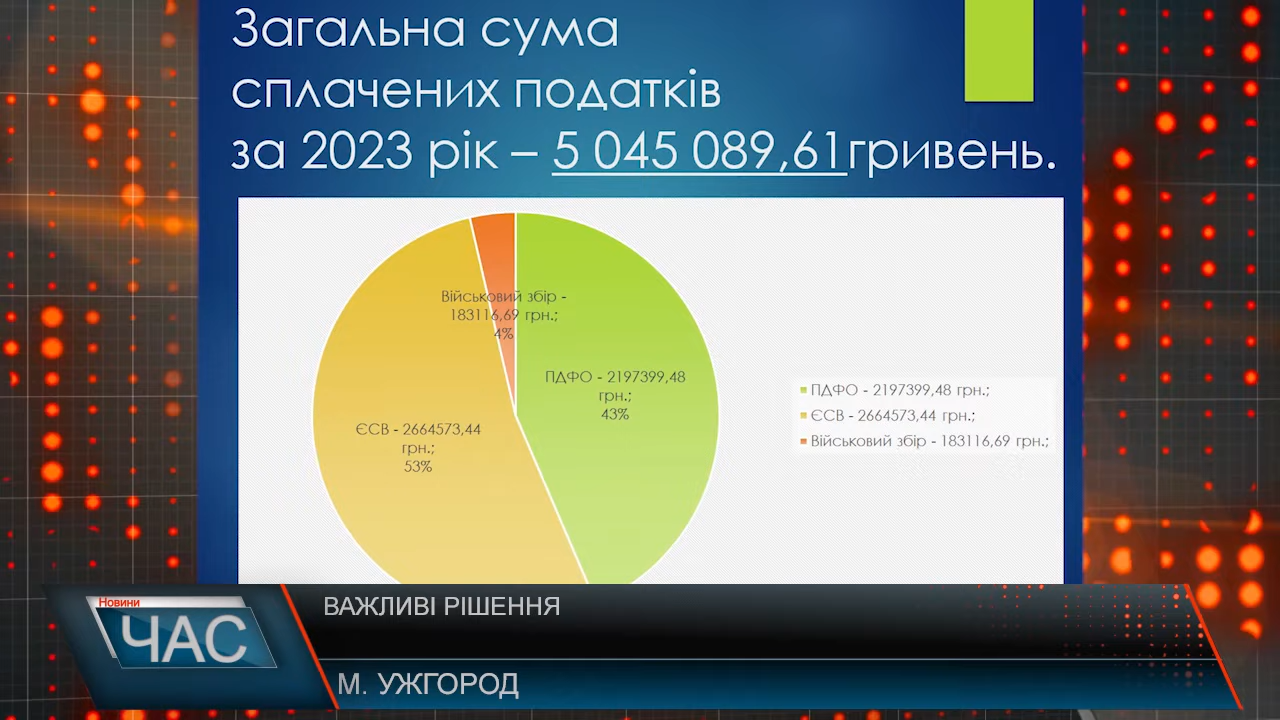 Загальна сума
сплачених податків
за 2023 рік – 5 045 089,61гривень.
Військовий збір -
183116,69 грн.;
4%
ПДФО - 2197399,48
грн.;
43%
ЄСВ - 2664573,44
грн.;
53%
ПДФО - 2197399,48 грн.;
ЄСВ - 2664573,44 грн.;
Військовий збір - 183116,69 грн.;
Новини
ЧАС
ВАЖЛИВІ РІШЕННЯ
М. УЖГОРОД